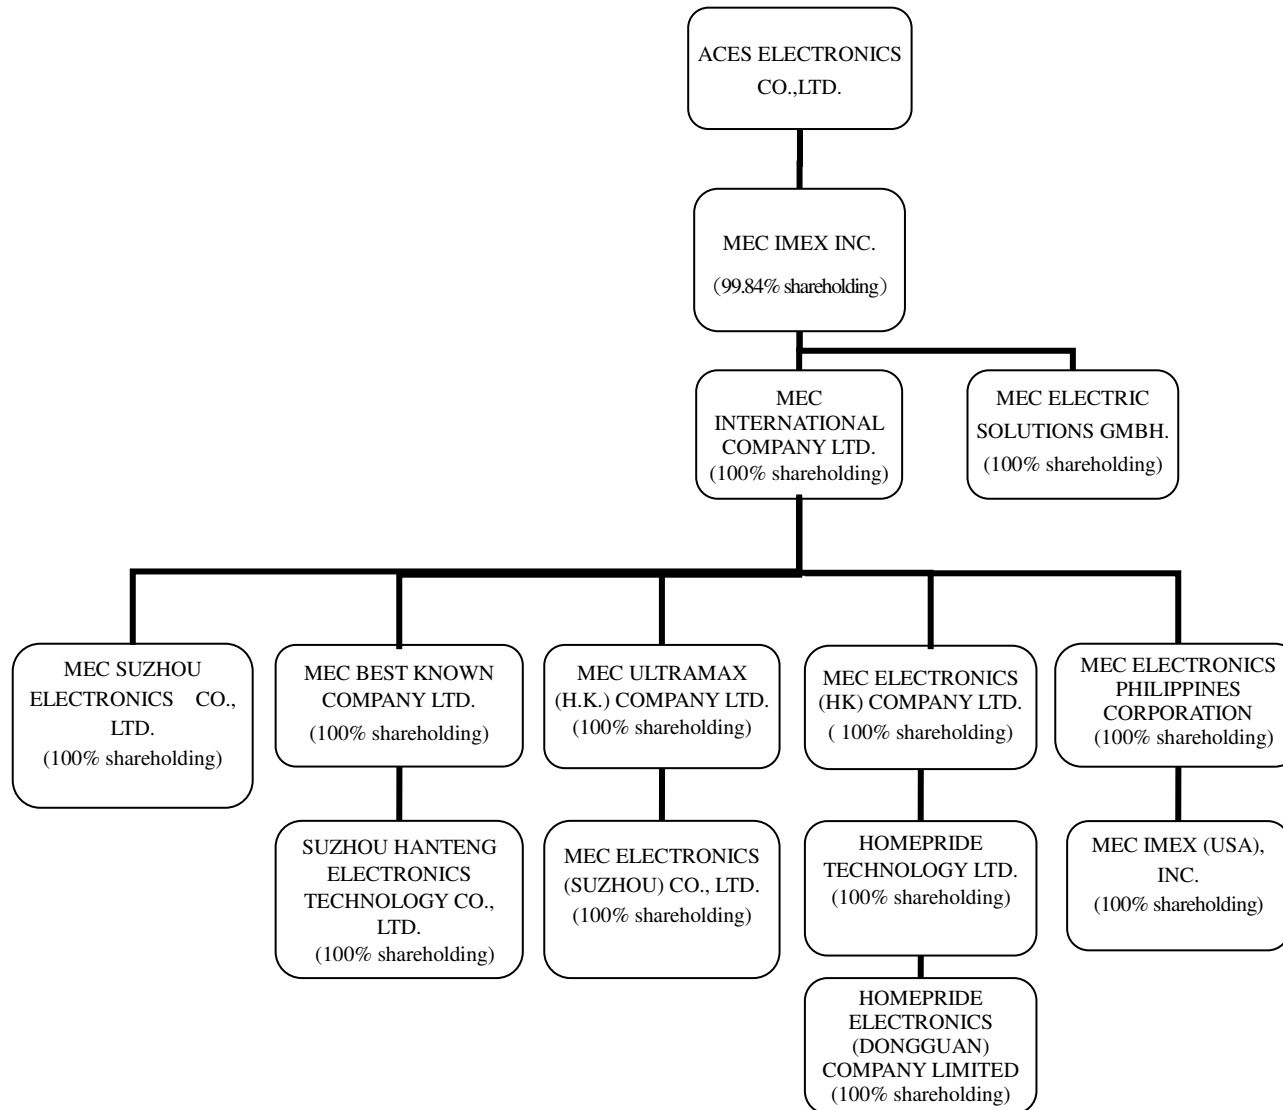 ACES ELECTRONICS
CO.,LTD.
MEC IMEX INC.
(99.84% shareholding)
MEC
INTERNATIONAL
COMPANY LTD.
(100% shareholding)
MEC ELECTRIC
SOLUTIONS GMBH.
(100% shareholding)
MEC SUZHOU
ELECTRONICS CO.,
LTD.
(100% shareholding)
MEC BEST KNOWN
COMPANY LTD.
(100% shareholding)
MEC ULTRAMAX
(H.K.) COMPANY LTD.
(100% shareholding)
MEC ELECTRONICS
(HK) COMPANY LTD.
( 100% shareholding)
MEC ELECTRONICS
PHILIPPINES
CORPORATION
(100% shareholding)
SUZHOU HANTENG
ELECTRONICS
TECHNOLOGY CO.,
LTD.
(100% shareholding)
MEC ELECTRONICS
(SUZHOU) CO., LTD.
(100% shareholding)
HOMEPRIDE
TECHNOLOGY LTD.
(100% shareholding)
MEC IMEX (USA),
INC.
(100% shareholding)
HOMEPRIDE
ELECTRONICS
(DONGGUAN)
COMPANY LIMITED
(100% shareholding)